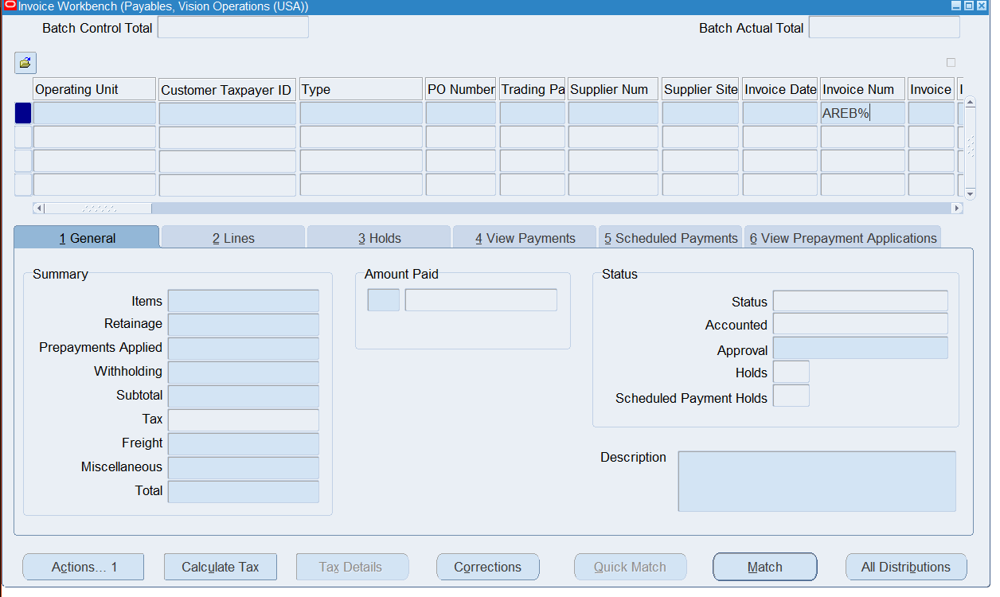 Invoice Workbench (Payables, Vision Operations (USA))
Batch Control Total Batch Actual Total
Operating Unit Customer Taxpayer ID Type PO Number Trading Pa Supplier Num Supplier Site Invoice Date Invoice Num Invoice
AREB%
1 General 2 Lines 3 Holds 4 View Payments 5 Scheduled Payments 6 View Prepayment Applications
Summary
Items
Retainage
Prepayments Applied
Withholding
Subtotal
Tax
Freight
Miscellaneous
Total
Amount Paid
Status
Status
Accounted
Approval
Holds
Scheduled Payment Holds
Description
Actions... 1 Calculate Tax Tax Details Corrections Quick Match Match All Distributions